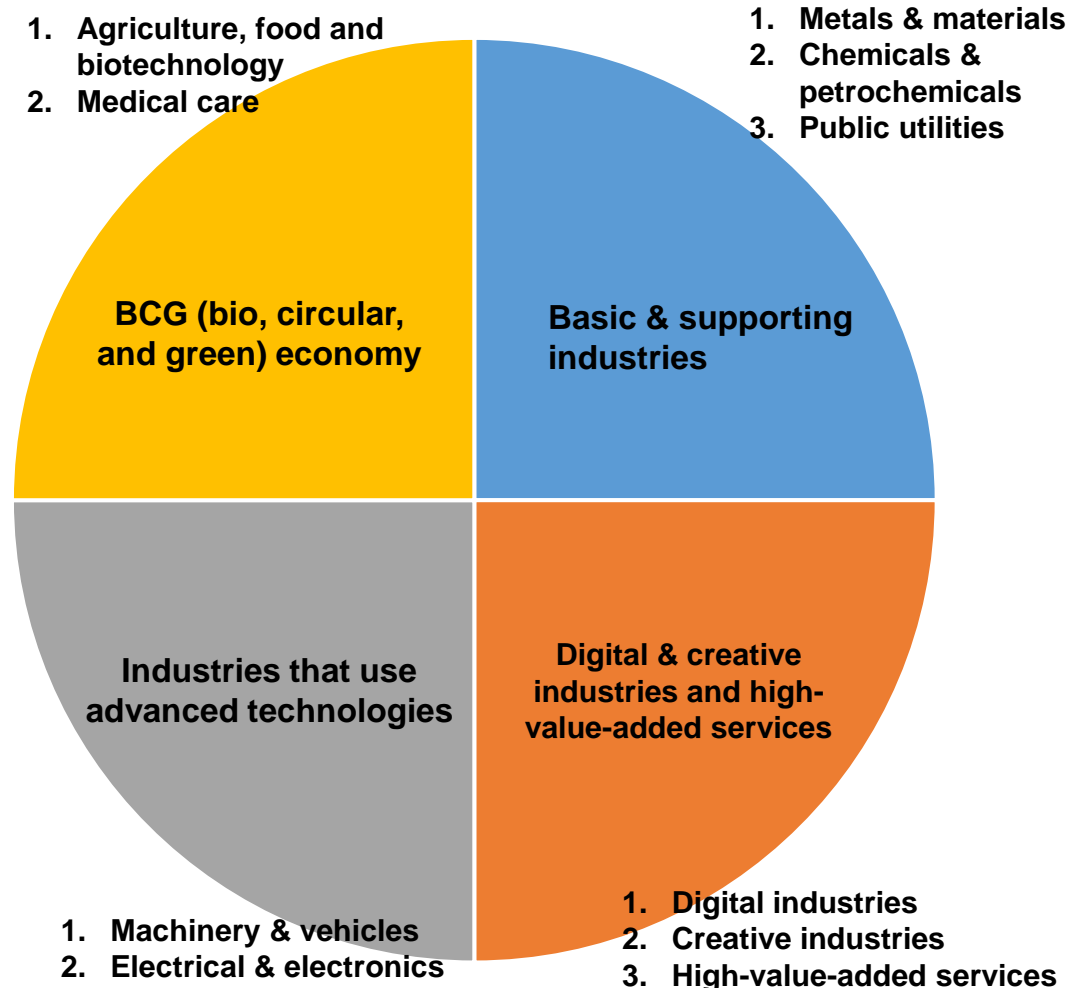 1. Agriculture, food and
biotechnology
2. Medical care
1. Metals & materials
2. Chemicals &
petrochemicals
3. Public utilities
BCG (bio, circular,
and green) economy
Basic & supporting
industries
Industries that use
advanced technologies
Digital & creative
industries and high-
value-added services
1. Machinery & vehicles
2. Electrical & electronics
1. Digital industries
2. Creative industries
3. High-value-added services